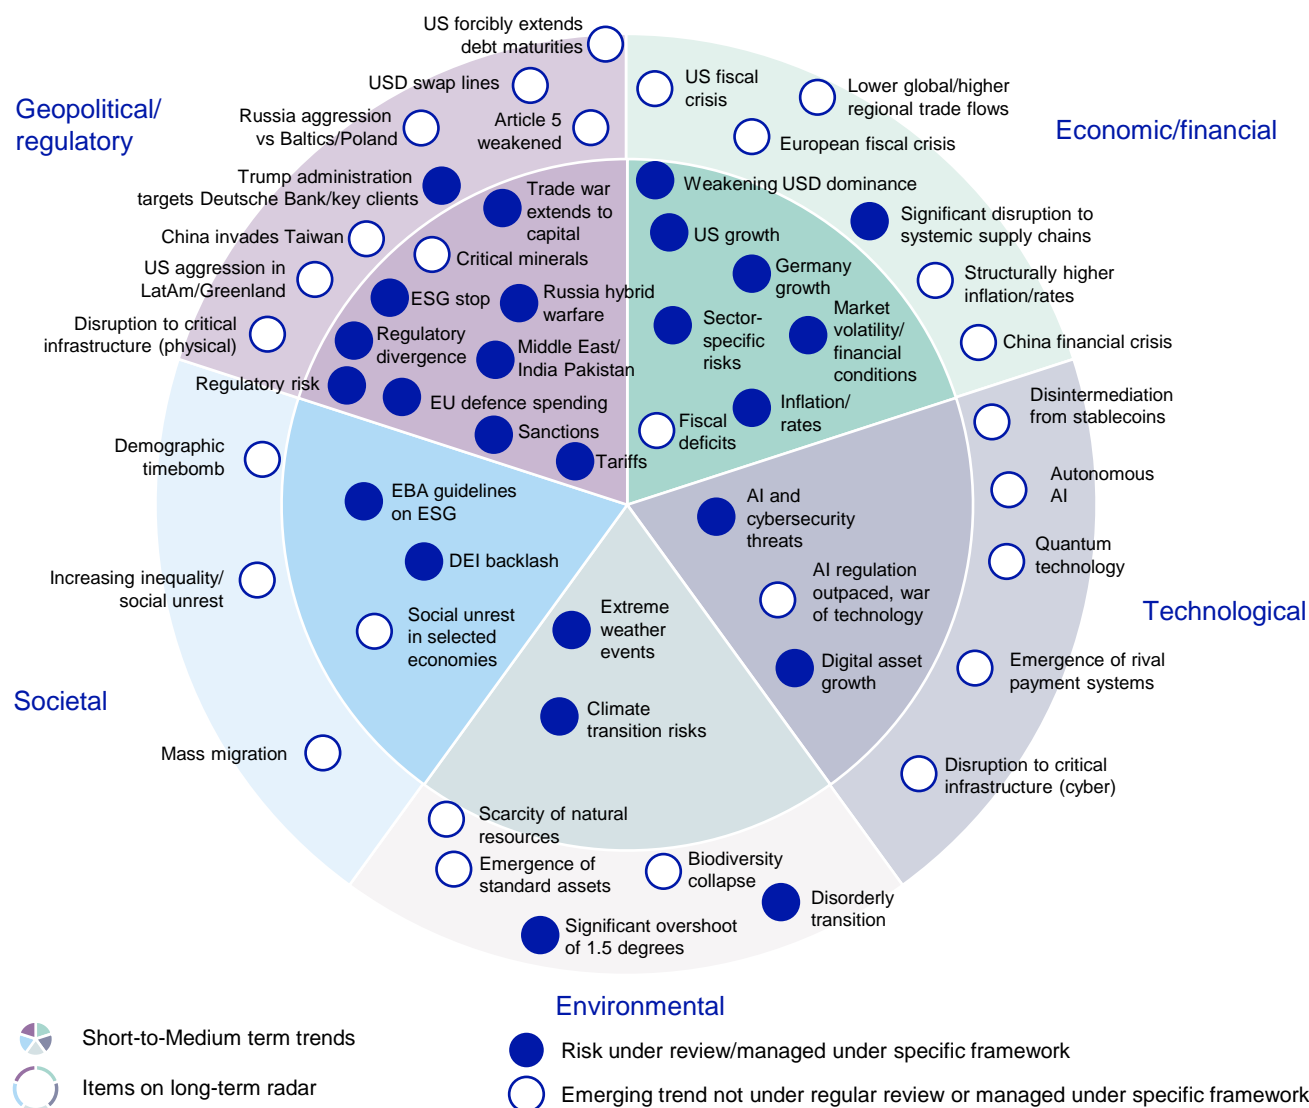 US forcibly extends
debt maturities
USD swap lines
Russia aggression
vs Baltics/Poland
Article 5
weakened
Geopolitical/
regulatory
Trump administration
targets Deutsche Bank/key clients
Trade war
extends to
capital
China invades Taiwan
Critical minerals
US aggression in
LatAm/Greenland
ESG stop
Russia hybrid
warfare
Disruption to critical
infrastructure (physical)
Regulatory
divergence
Middle East/
India Pakistan
Regulatory risk
EU defence spending
Sanctions
Tariffs
US fiscal
crisis
Lower global/higher
regional trade flows
European fiscal crisis
Economic/financial
Weakening USD dominance
Significant disruption to
systemic supply chains
US growth
Germany
growth
Structurally higher
inflation/rates
Sector-
specific
risks
Market
volatility/
financial
conditions
China financial crisis
Fiscal
deficits
Inflation/
rates
Disintermediation
from stablecoins
Autonomous
AI
AI and
cybersecurity
threats
Quantum
technology
AI regulation
outpaced, war
of technology
Technological
Digital asset
growth
Emergence of rival
payment systems
Disruption to critical
infrastructure (cyber)
Demographic
timebomb
EBA guidelines
on ESG
DEI backlash
Increasing inequality/
social unrest
Social unrest
in selected
economies
Societal
Mass migration
Extreme
weather
events
Climate
transition risks
Scarcity of natural
resources
Emergence of
standard assets
Biodiversity
collapse
Disorderly
transition
Significant overshoot
of 1.5 degrees
Environmental
Short-to-Medium term trends
Items on long-term radar
Risk under review/managed under specific framework
Emerging trend not under regular review or managed under specific framework